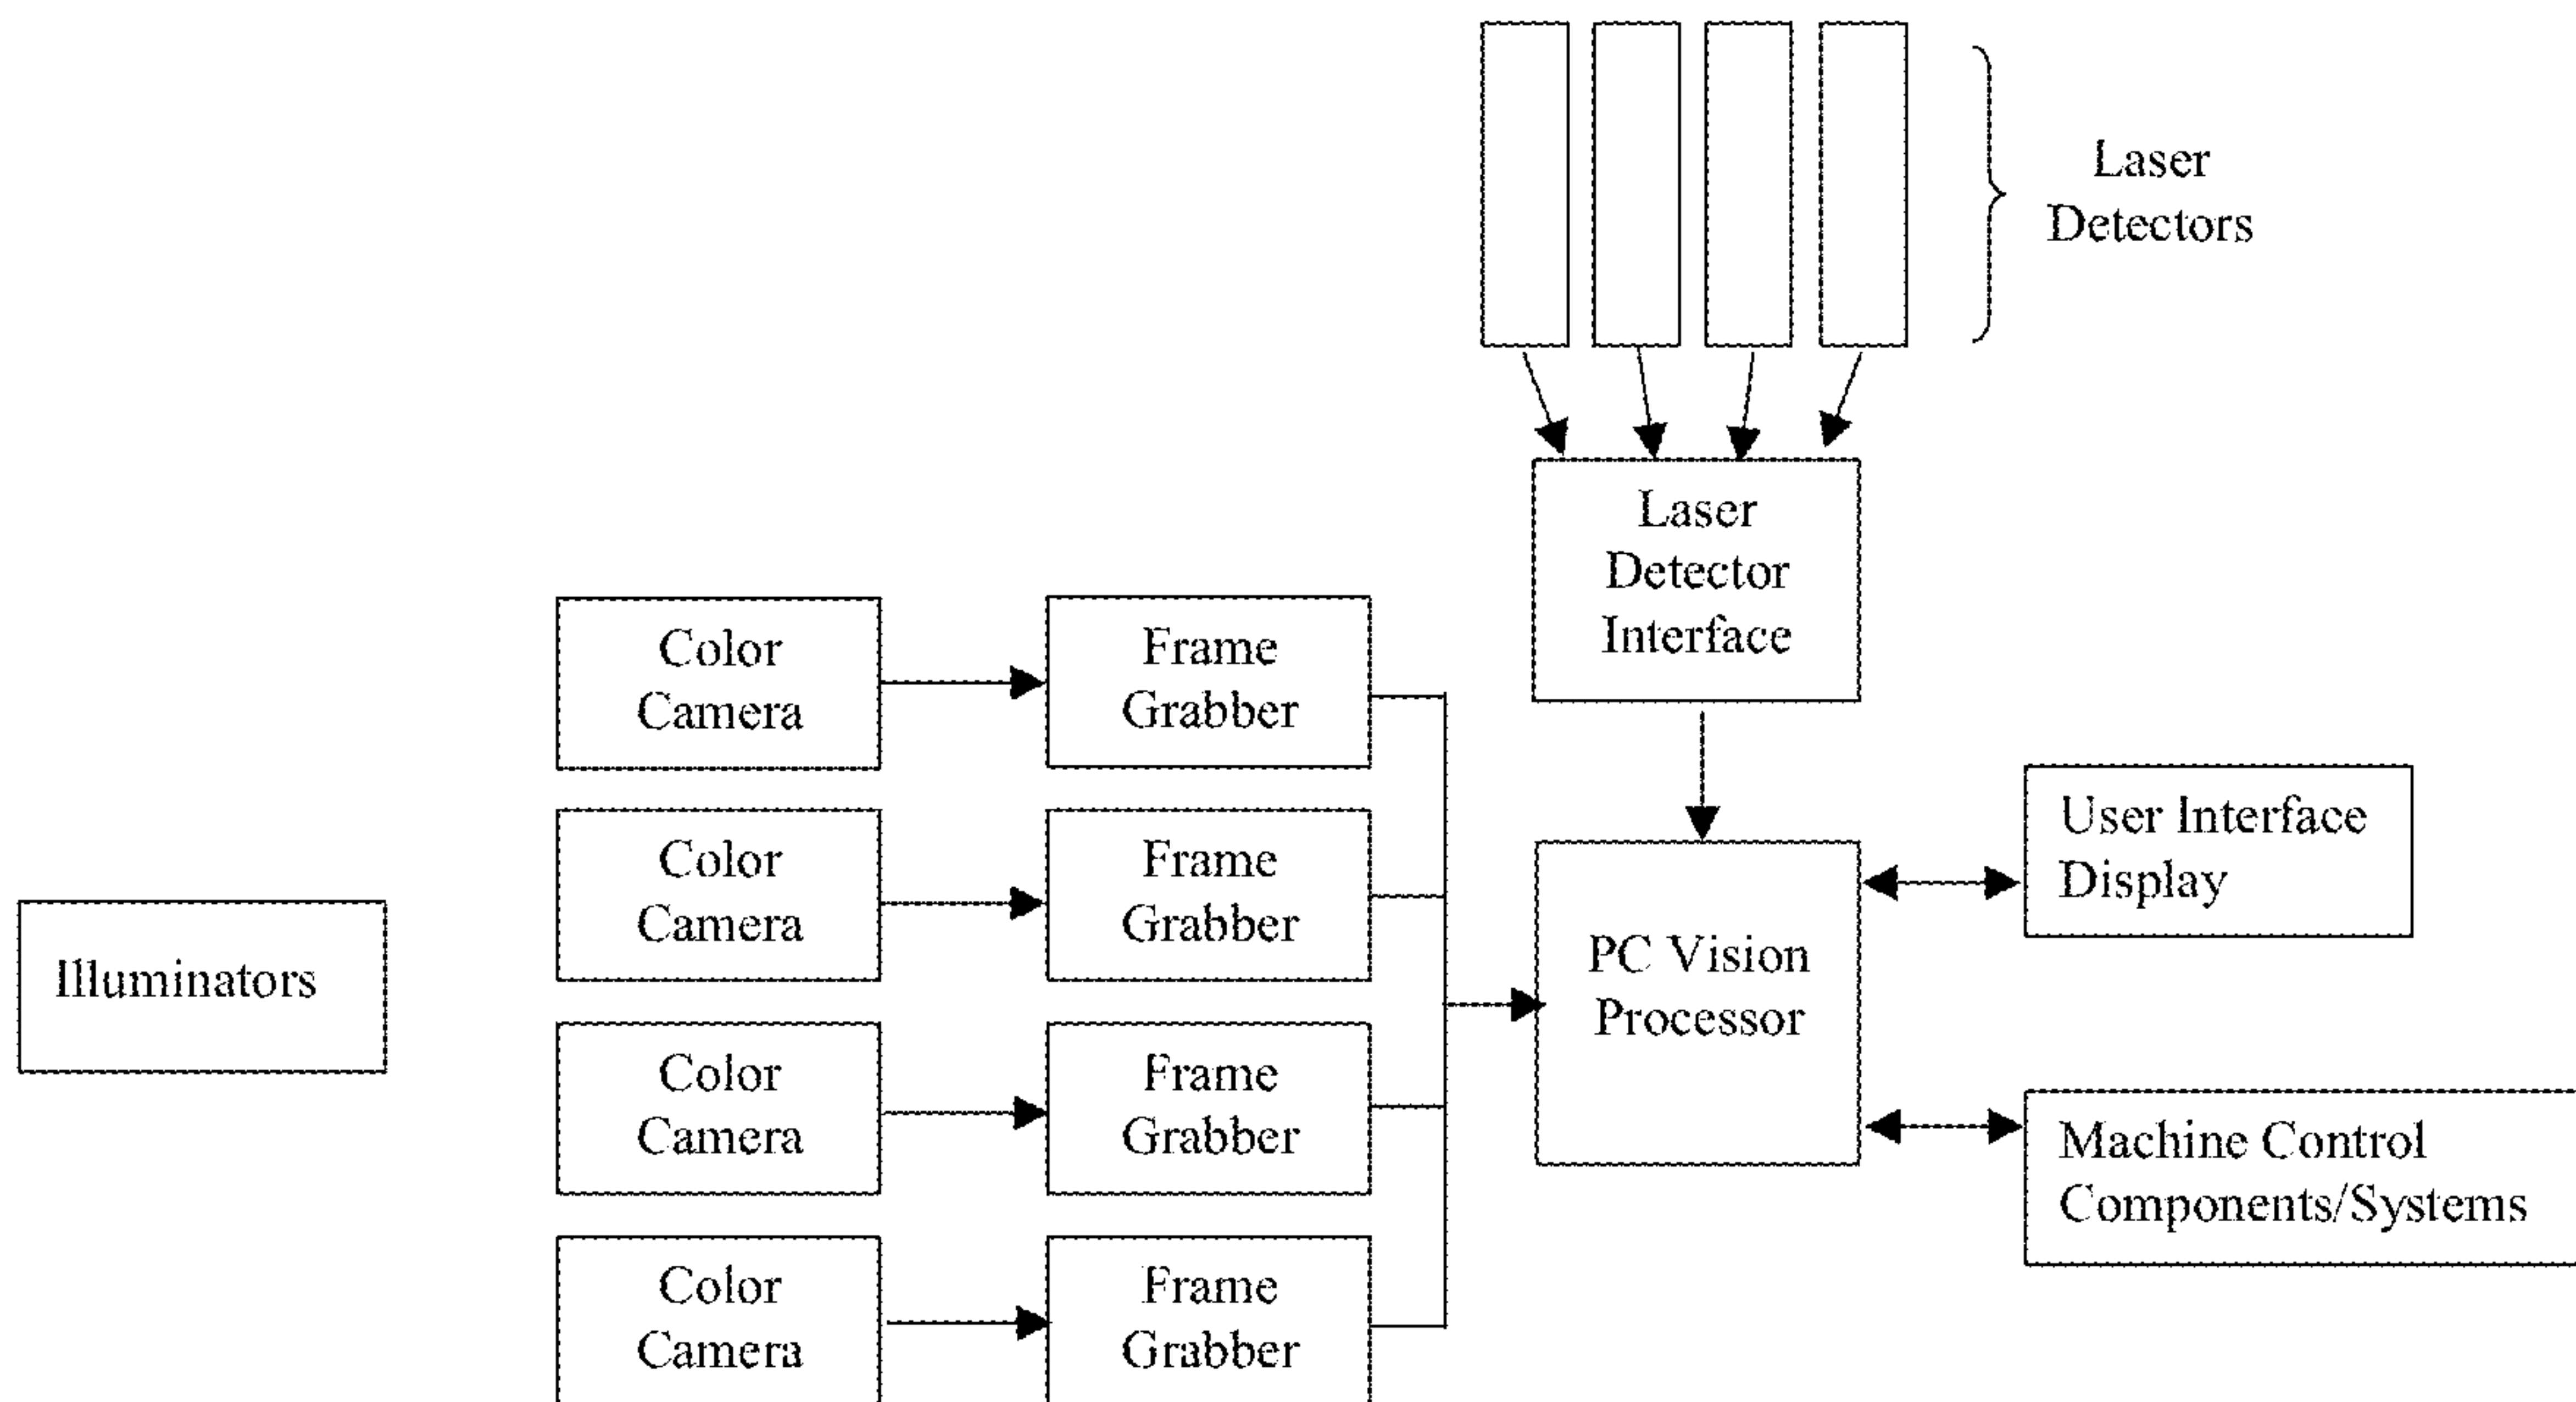 Laser
Detectors
Laser
Detector
Interface
Color
Camera
Frame
Grabber
Color
Camera
Frame
Grabber
User Interface
Display
Illuminators
PC Vision
Processor
Color
Camera
Frame
Grabber
Machine Control
Components/Systems
Color
Camera
Frame
Grabber